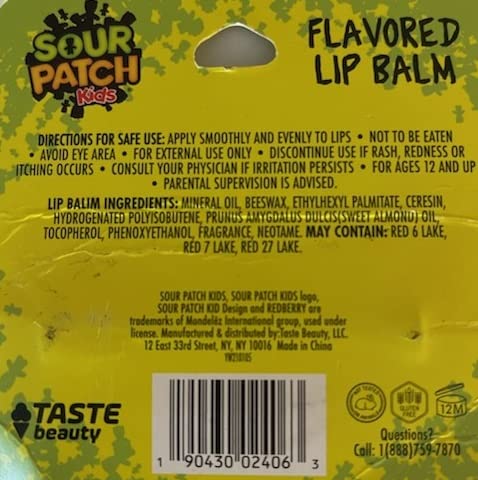 SOUR
PATCH
Kids
FLAVORED
LIP BALM
DIRECTIONS FOR SAFE USE: APPLY SMOOTHLY AND EVENLY TO LIPS • NOT TO BE EATEN
• AVOID EYE AREA • FOR EXTERNAL USE ONLY • DISCONTINUE USE IF RASH, REDNESS OR
ITCHING OCCURS • CONSULT YOUR PHYSICIAN IF IRRITATION PERSISTS • FOR AGES 12 AND UP
• PARENTAL SUPERVISION IS ADVISED.
LIP BALIM INGREDIENTS: MINERAL OIL, BEESWAX, ETHYLHEXYL PALMITATE, CERESIN,
HYDROGENATED POLYISOBUTENE, PRUNUS AMYGDALUS DULCIS(SWEET ALMOND) OIL,
TOCOPHEROL, PHENOXYETHANOL, FRAGRANCE, NEOTAME. MAY CONTAIN: RED 6 LAKE,
RED 7 LAKE, RED 27 LAKE.
SOUR PATCH KIDS, SOUR PATCH KIDS logo,
SOUR PATCH KID Design and REDBERRY are
trademarks of Mondelēz International group, used under
license. Manufactured & distributed by:Taste Beauty, LLC.
12 East 33rd Street, NY, NY 10016 Made in China
YW210105
TASTE
beauty
1 90430 02406 3
NOT TESTED
GLUTEN
FREE
12M
Questions?
Call: 1(888)759-7870